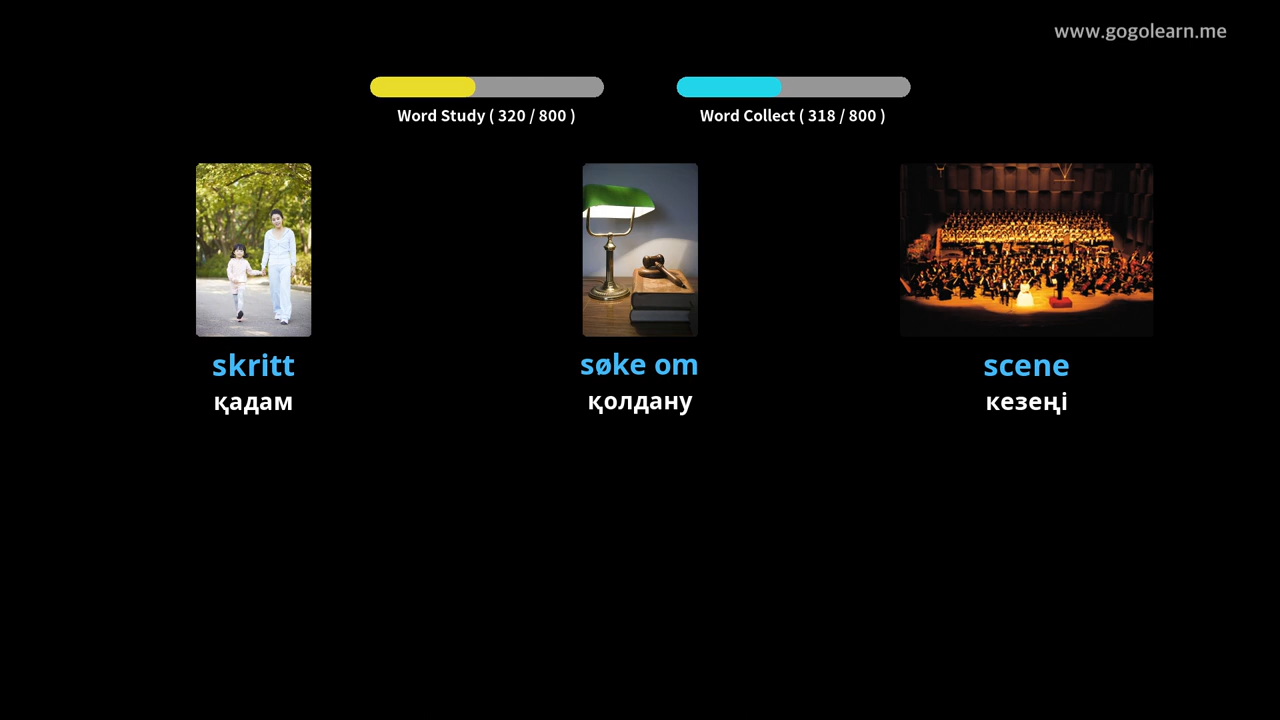 www.gogolearn.me
Word Study ( 320 / 800 )
Word Collect ( 318 / 800 )
skritt
қадам
søke om
қолдану
scene
кезеңі